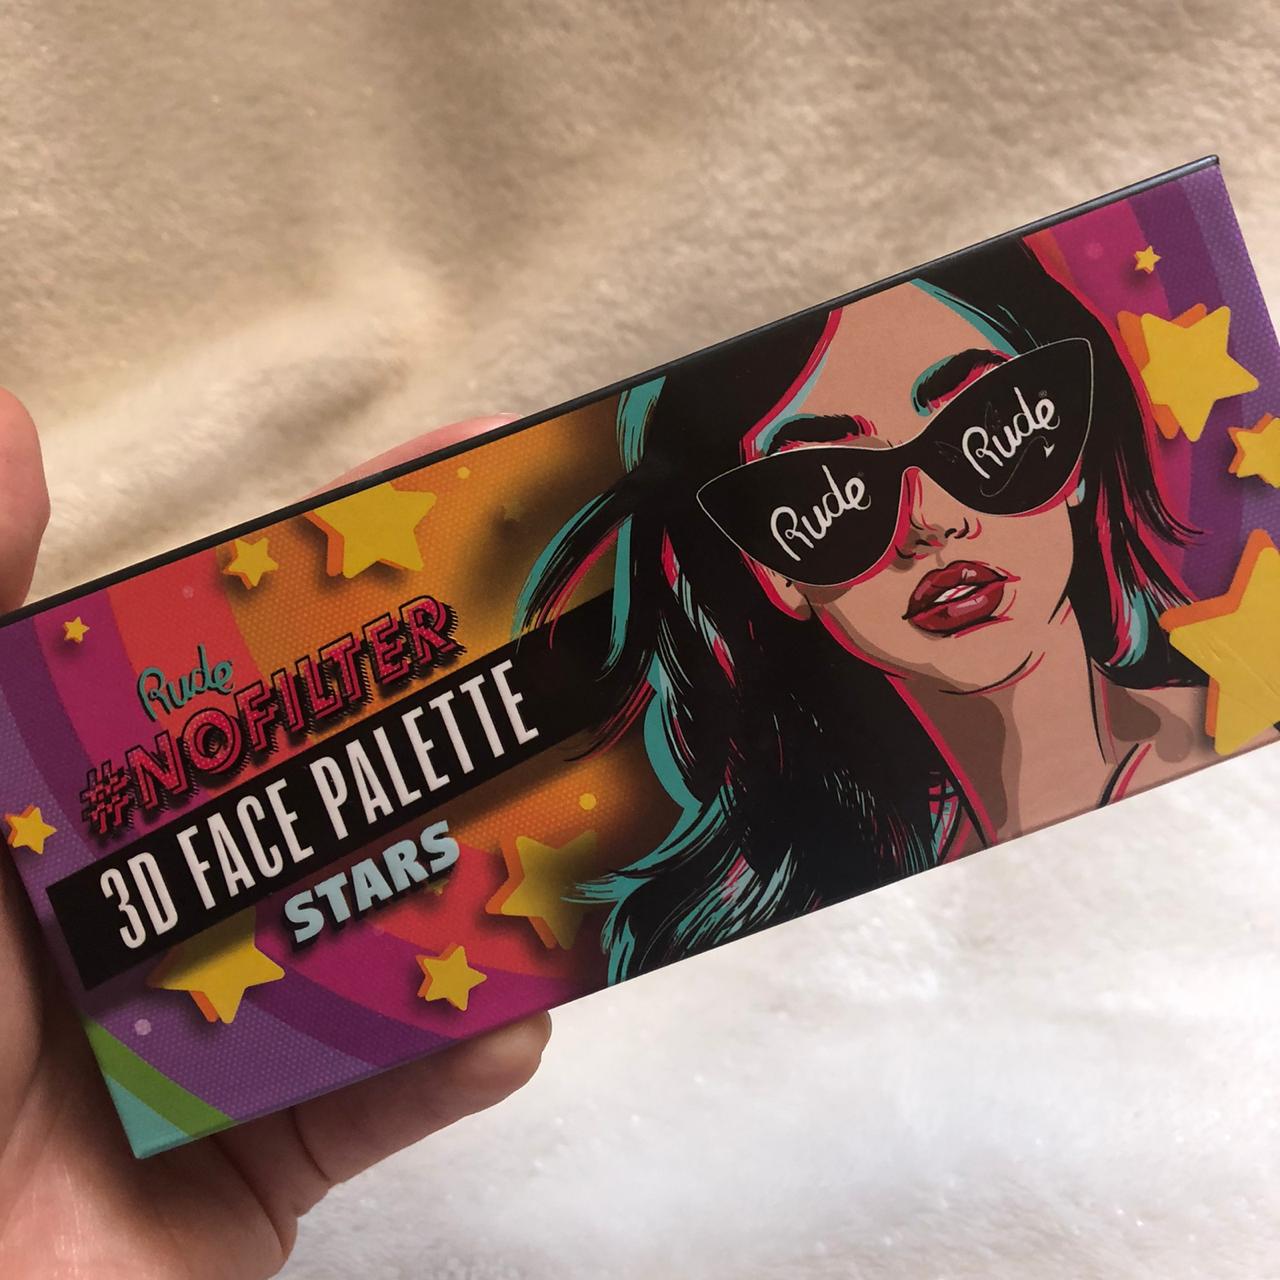 Rude
#NOFILTER
3D FACE PALETTE
STARS
Rude
Rude